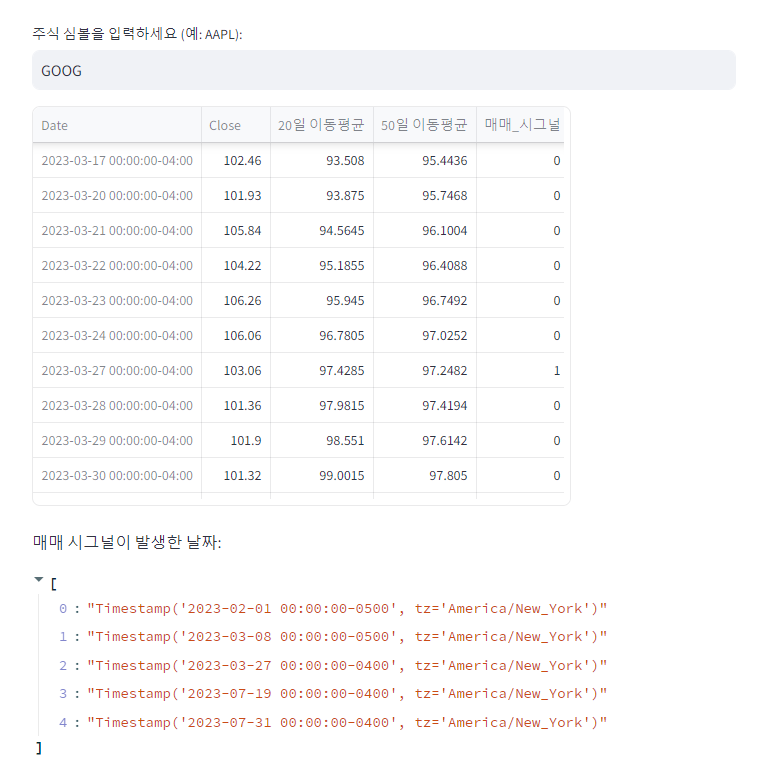 주식 심볼을 입력하세요 (예: AAPL):
GOOG
Date Close 20일 이동평균 50일 이동평균 매매_시그널
2023-03-17 00:00:00-04:00 102.46 93.508 95.4436 0
2023-03-20 00:00:00-04:00 101.93 93.875 95.7468 0
2023-03-21 00:00:00-04:00 105.84 94.5645 96.1004 0
2023-03-22 00:00:00-04:00 104.22 95.1855 96.4088 0
2023-03-23 00:00:00-04:00 106.26 95.945 96.7492 0
2023-03-24 00:00:00-04:00 106.06 96.7805 97.0252 0
2023-03-27 00:00:00-04:00 103.06 97.4285 97.2482 1
2023-03-28 00:00:00-04:00 101.36 97.9815 97.4194 0
2023-03-29 00:00:00-04:00 101.9 98.551 97.6142 0
2023-03-30 00:00:00-04:00 101.32 99.0015 97.805 0
매매 시그널이 발생한 날짜:
[
0 : "Timestamp('2023-02-01 00:00:00-0500', tz='America/New_York')"
1 : "Timestamp('2023-03-08 00:00:00-0500', tz='America/New_York')"
2 : "Timestamp('2023-03-27 00:00:00-0400', tz='America/New_York')"
3 : "Timestamp('2023-07-19 00:00:00-0400', tz='America/New_York')"
4 : "Timestamp('2023-07-31 00:00:00-0400', tz='America/New_York')"
]